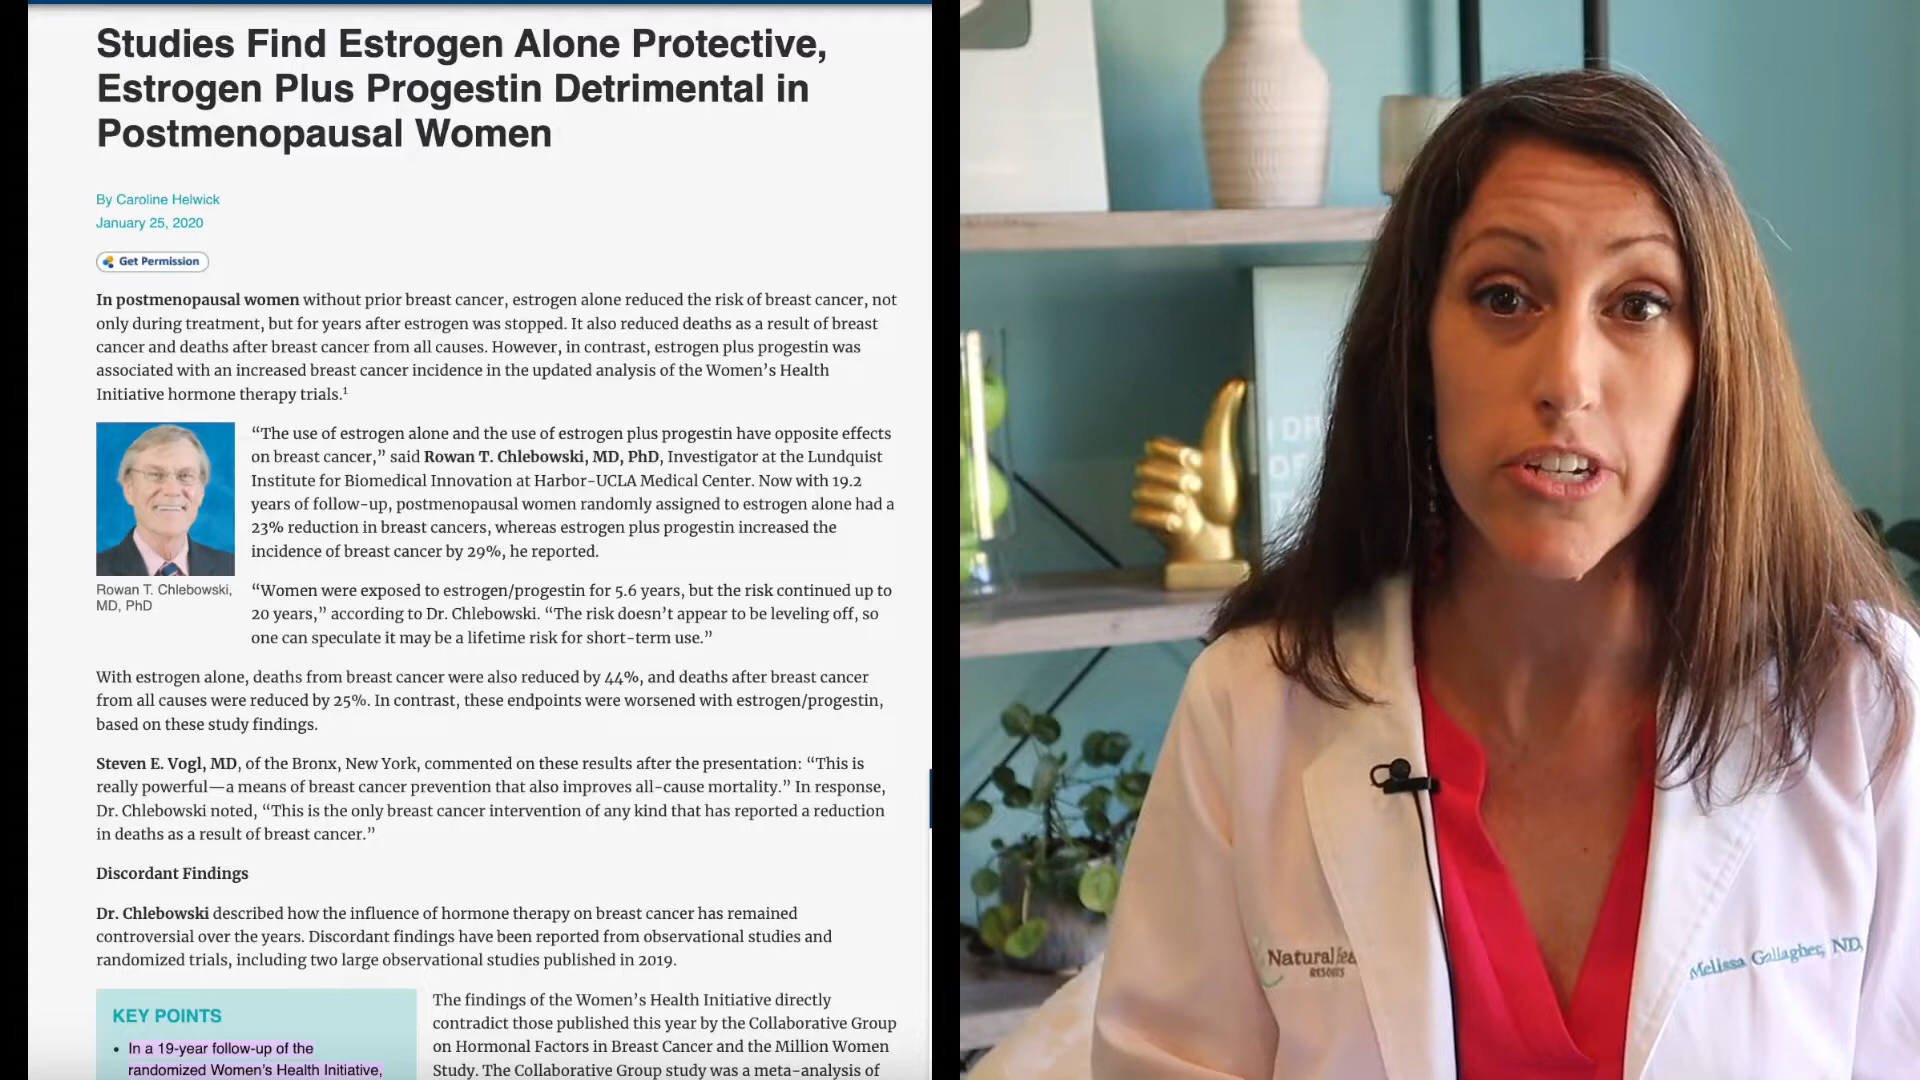 Studies Find Estrogen Alone Protective,
Estrogen Plus Progestin Detrimental in
Postmenopausal Women
By Caroline Helwick
January 25, 2020
Get Permission
In postmenopausal women without prior breast cancer, estrogen alone reduced the risk of breast cancer, not
only during treatment, but for years after estrogen was stopped. It also reduced deaths as a result of breast
cancer and deaths after breast cancer from all causes. However, in contrast, estrogen plus progestin was
associated with an increased breast cancer incidence in the updated analysis of the Women’s Health
Initiative hormone therapy trials.¹
“The use of estrogen alone and the use of estrogen plus progestin have opposite effects
on breast cancer,” said Rowan T. Chlebowski, MD, PhD, Investigator at the Lundquist
Institute for Biomedical Innovation at Harbor-UCLA Medical Center. Now with 19.2
years of follow-up, postmenopausal women randomly assigned to estrogen alone had a
23% reduction in breast cancers, whereas estrogen plus progestin increased the
incidence of breast cancer by 29%, he reported.
Rowan T. Chlebowski,
MD, PhD
“Women were exposed to estrogen/progestin for 5.6 years, but the risk continued up to
20 years,” according to Dr. Chlebowski. “The risk doesn’t appear to be leveling off, so
one can speculate it may be a lifetime risk for short-term use.”
With estrogen alone, deaths from breast cancer were also reduced by 44%, and deaths after breast cancer
from all causes were reduced by 25%. In contrast, these endpoints were worsened with estrogen/progestin,
based on these study findings.
Steven E. Vogl, MD, of the Bronx, New York, commented on these results after the presentation: “This is
really powerful—a means of breast cancer prevention that also improves all-cause mortality.” In response,
Dr. Chlebowski noted, “This is the only breast cancer intervention of any kind that has reported a reduction
in deaths as a result of breast cancer.”
Discordant Findings
Dr. Chlebowski described how the influence of hormone therapy on breast cancer has remained
controversial over the years. Discordant findings have been reported from observational studies and
randomized trials, including two large observational studies published in 2019.
KEY POINTS
• In a 19-year follow-up of the
randomized Women’s Health Initiative,
The findings of the Women’s Health Initiative directly
contradict those published this year by the Collaborative Group
on Hormonal Factors in Breast Cancer and the Million Women
Study. The Collaborative Group study was a meta-analysis of
I DR
OF
Natural Hea
RESORTS
Melissa Gallagher, ND,